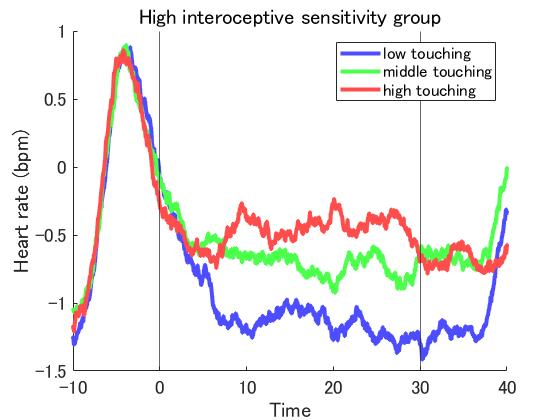 High interoceptive sensitivity group
low touching
middle touching
high touching
Heart rate (bpm)
1
0.5
0
-0.5
-1
-1.5
-10
0
10
20
30
40
Time